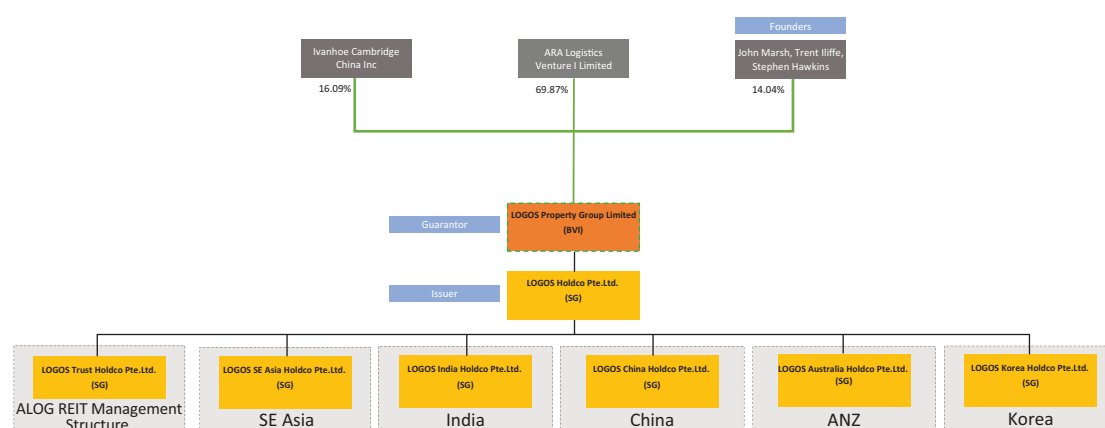 Founders
Ivanhoe Cambridge
China Inc
ARA Logistics
Venture I Limited
John Marsh, Trent Iliffe,
Stephen Hawkins
16.09%
69.87%
14.04%
LOGOS Property Group Limited
(BVI)
Guarantor
LOGOS Holdco Pte.Ltd.
(SG)
Issuer
LOGOS Trust Holdco Pte.Ltd.
(SG)
LOGOS SE Asia Holdco Pte.Ltd.
(SG)
LOGOS India Holdco Pte.Ltd.
(SG)
LOGOS China Holdco Pte.Ltd.
(SG)
LOGOS Australia Holdco Pte.Ltd.
(SG)
LOGOS Korea Holdco Pte.Ltd.
(SG)
ALOG REIT Management
Structure
SE Asia
India
China
ANZ
Korea